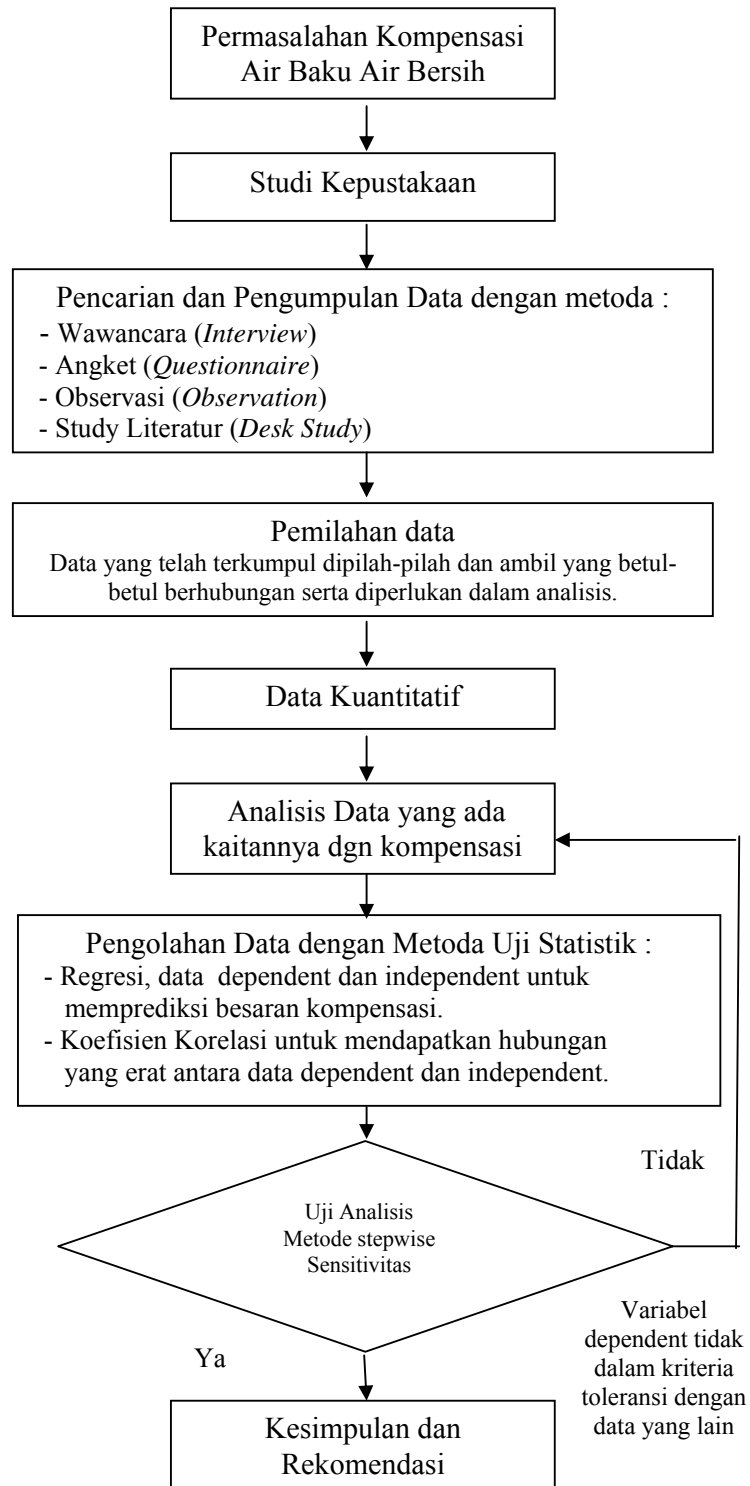 Permasalahan Kompensasi
Air Baku Air Bersih
Studi Kepustakaan
Pencarian dan Pengumpulan Data dengan metoda :
- Wawancara (Interview)
- Angket (Questionnaire)
- Observasi (Observation)
- Study Literatur (Desk Study)
Pemilahan data
Data yang telah terkumpul dipilah-pilah dan ambil yang betul-
betul berhubungan serta diperlukan dalam analisis.
Data Kuantitatif
Analisis Data yang ada
kaitannya dgn kompensasi
Pengolahan Data dengan Metoda Uji Statistik :
- Regresi, data dependent dan independent untuk
memprediksi besaran kompensasi.
- Koefisien Korelasi untuk mendapatkan hubungan
yang erat antara data dependent dan independent.
Tidak
Uji Analisis
Metode stepwise
Sensitivitas
Variabel
dependent tidak
dalam kriteria
toleransi dengan
data yang lain
Ya
Kesimpulan dan
Rekomendasi